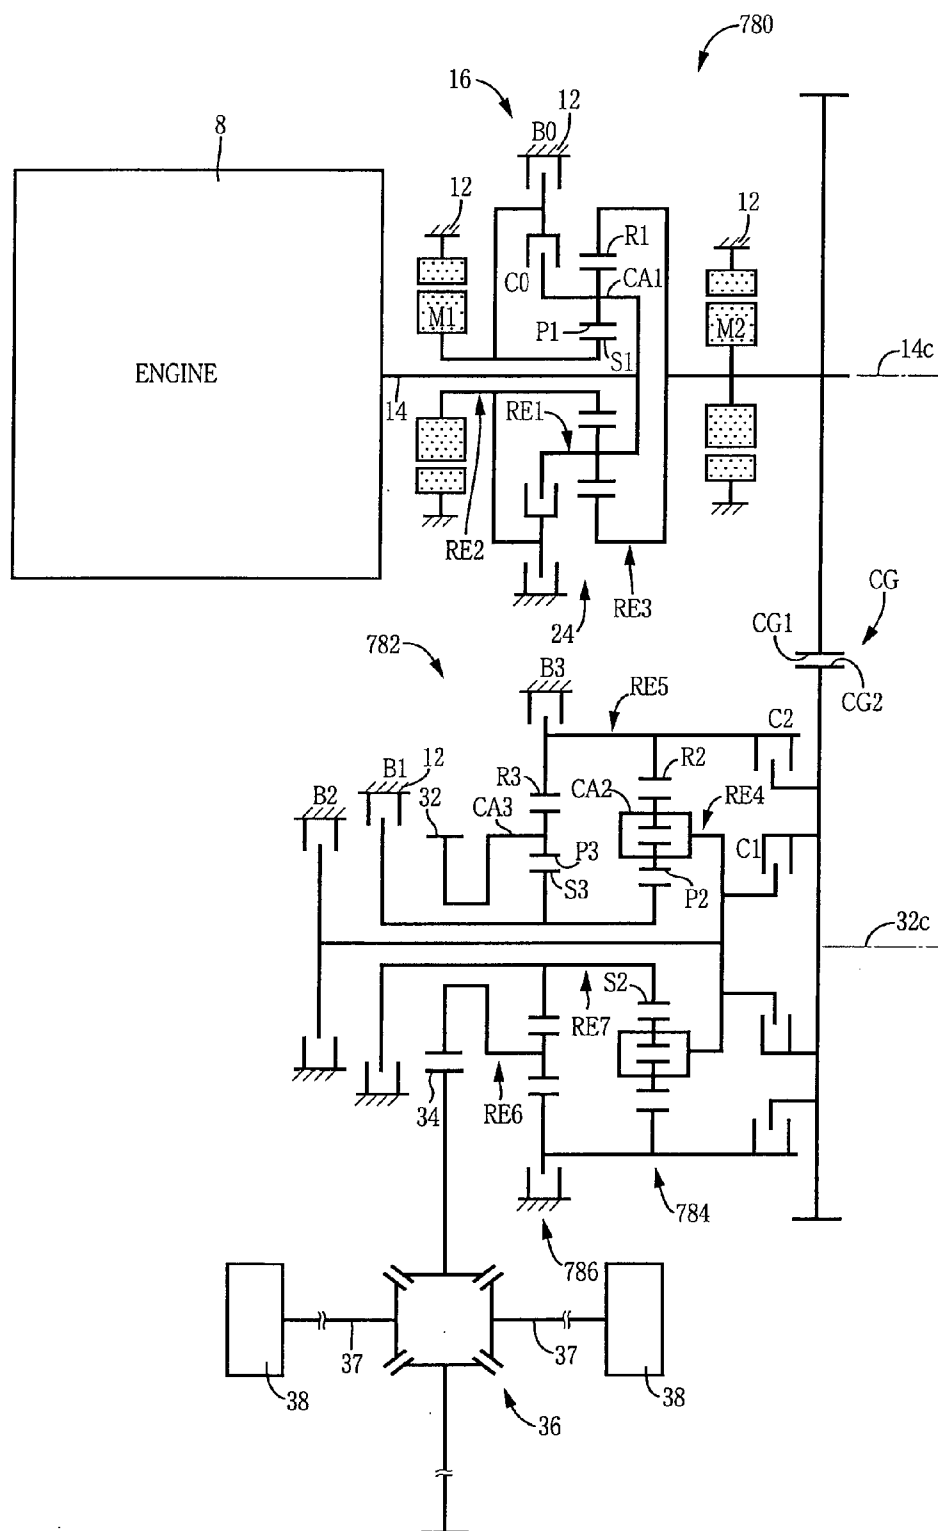 780
16
12
B0
8
12
12
R1
C0
CA1
M1
P1
M2
S1
ENGINE
14c
14
RE1
RE2
RE3
CG
24
CG1
782
B3
RE5
CG2
C2
12
B1
R3
R2
B2
32
CA3
CA2
RE4
P3
C1
S3
P2
32c
S2
RE7
34
RE6
784
786
37
37
38
38
36